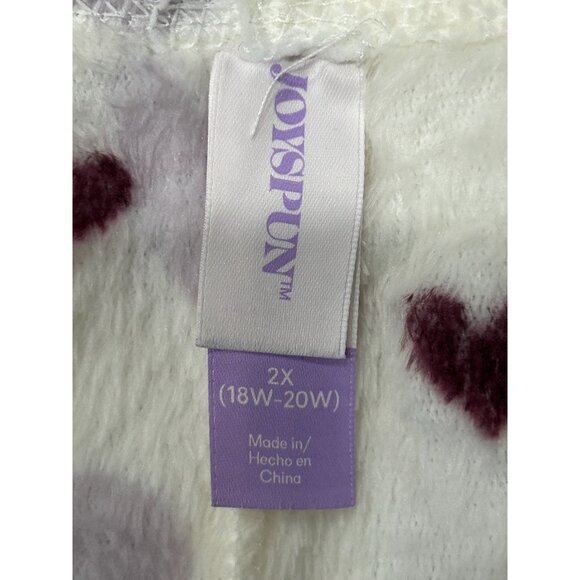 JOYSPUN™
2X
(18W-20W)
Made in/
Hecho en
China